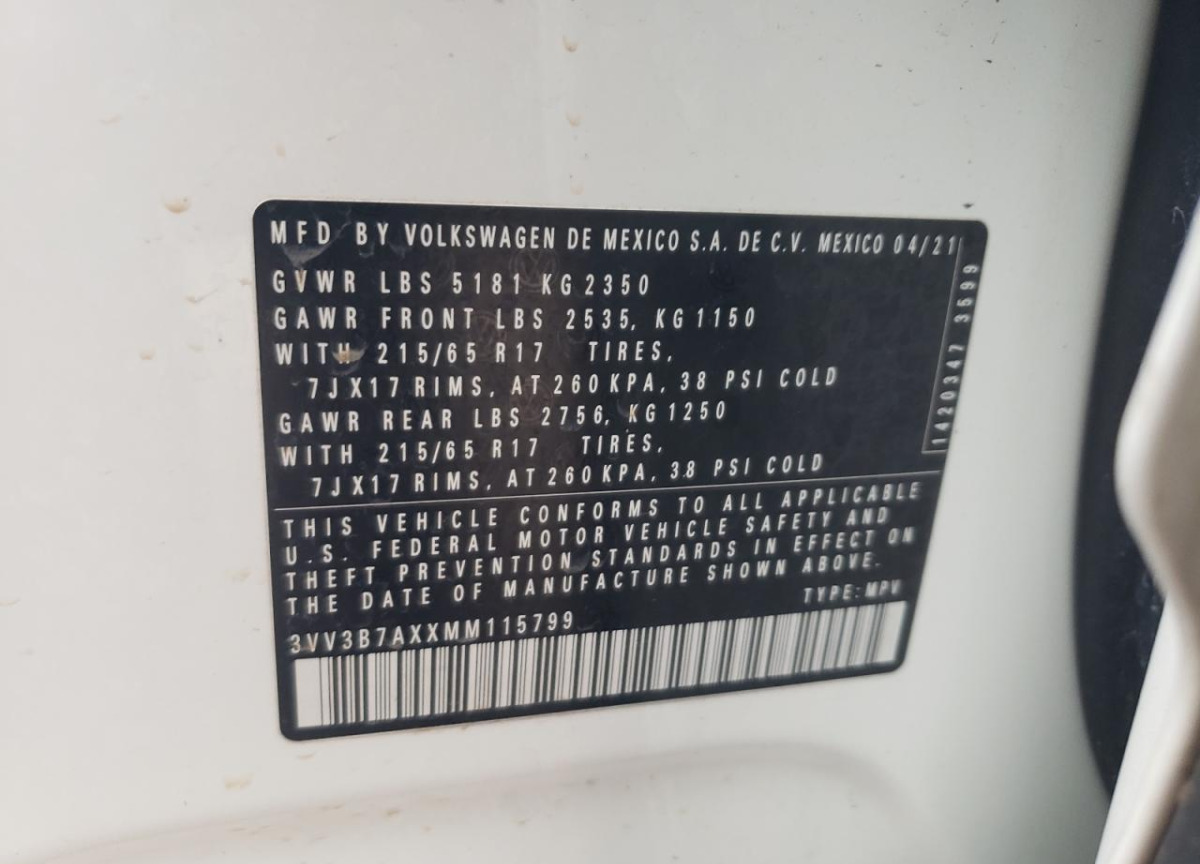 MFD BY VOLKSWAGEN DE MEXICO S.A. DE C.V. MEXICO 04/21
GVWR LBS 5181 KG 2350
GAWR FRONT LBS 2535, KG 1150
WITH 215/65 R17 TIRES,
7JX17 RIMS, AT 260 KPA, 38 PSI COLD
GAWR REAR LBS 2756, KG 1250
WITH 215/65 R17 TIRES,
7JX17 RIMS, AT 260 KPA, 38 PSI COLD
1420347 3599
THIS VEHICLE CONFORMS TO ALL APPLICABLE
U.S. FEDERAL MOTOR VEHICLE SAFETY AND
THEFT PREVENTION STANDARDS IN EFFECT ON
THE DATE OF MANUFACTURE SHOWN ABOVE.
TYPE: MPV
3VV3B7AXXMM115799